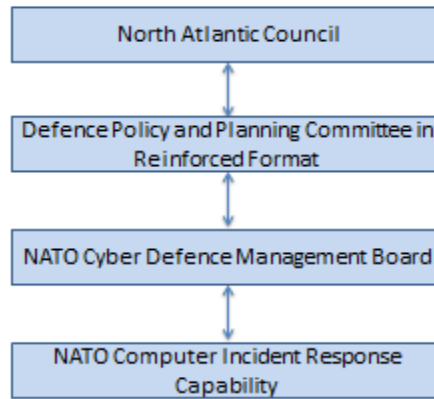 North Atlantic Council
Defence Policy and Planning Committee in
Reinforced Format
NATO Cyber Defence Management Board
NATO Computer Incident Response
Capability